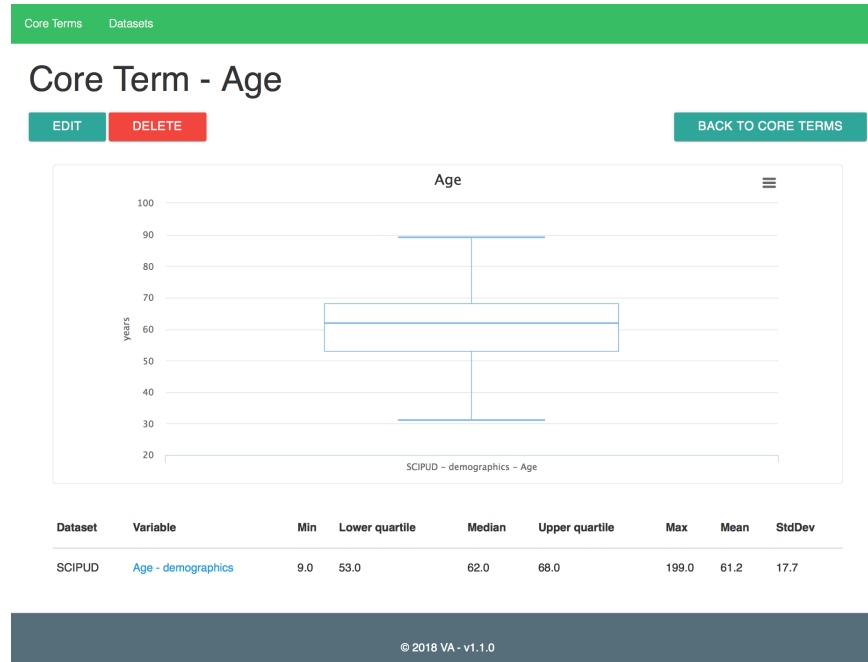 Core Terms Datasets
Core Term - Age
EDIT DELETE BACK TO CORE TERMS
Age
100
90
80
70
60
50
40
30
20
years
SCIPUD – demographics – Age
Dataset Variable Min Lower quartile Median Upper quartile Max Mean StdDev
SCIPUD Age - demographics 9.0 53.0 62.0 68.0 199.0 61.2 17.7
© 2018 VA - v1.1.0